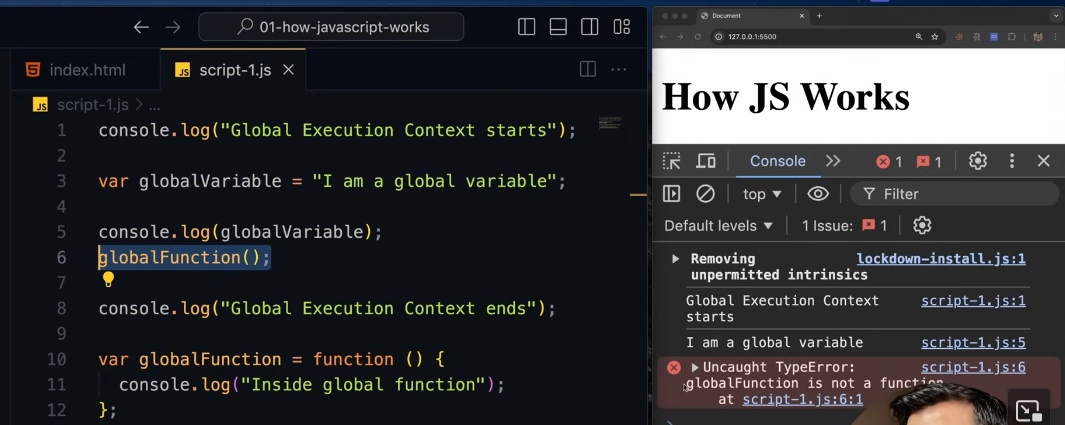 01-how-javascript-works
index.html
JS script-1.js
JS script-1.js > ...
1 console.log("Global Execution Context starts");
2
3 var globalVariable = "I am a global variable";
4
5 console.log(globalVariable);
6 globalFunction();
7
8 console.log("Global Execution Context ends");
9
10 var globalFunction = function () {
11 console.log("Inside global function");
12 };
Document
127.0.0.1:5500
How JS Works
Console
1 1
top
Filter
Default levels
1 Issue: 1
Removing lockdown-install.js:1
unpermitted intrinsics
Global Execution Context script-1.js:1
starts
I am a global variable script-1.js:5
Uncaught TypeError: script-1.js:6
globalFunction is not a function
at script-1.js:6:1